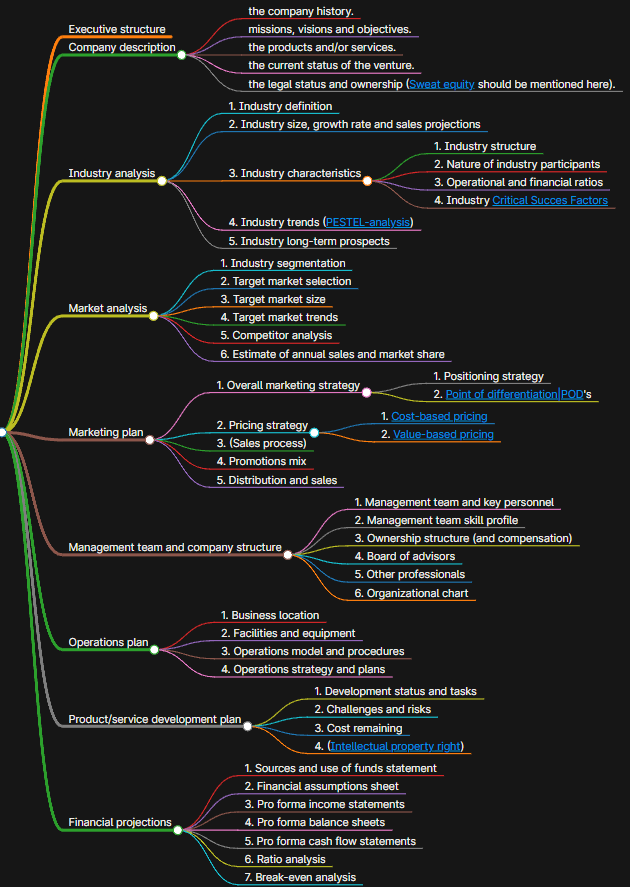 Executive structure
Company description
the company history.
missions, visions and objectives.
the products and/or services.
the current status of the venture.
the legal status and ownership (Sweat equity should be mentioned here).
Industry analysis
1. Industry definition
2. Industry size, growth rate and sales projections
3. Industry characteristics
1. Industry structure
2. Nature of industry participants
3. Operational and financial ratios
4. Industry Critical Succes Factors
4. Industry trends (PESTEL-analysis)
5. Industry long-term prospects
Market analysis
1. Industry segmentation
2. Target market selection
3. Target market size
4. Target market trends
5. Competitor analysis
6. Estimate of annual sales and market share
Marketing plan
1. Overall marketing strategy
1. Positioning strategy
2. Point of differentiation|POD's
2. Pricing strategy
1. Cost-based pricing
2. Value-based pricing
3. (Sales process)
4. Promotions mix
5. Distribution and sales
Management team and company structure
1. Management team and key personnel
2. Management team skill profile
3. Ownership structure (and compensation)
4. Board of advisors
5. Other professionals
6. Organizational chart
Operations plan
1. Business location
2. Facilities and equipment
3. Operations model and procedures
4. Operations strategy and plans
Product/service development plan
1. Development status and tasks
2. Challenges and risks
3. Cost remaining
4. (Intellectual property right)
Financial projections
1. Sources and use of funds statement
2. Financial assumptions sheet
3. Pro forma income statements
4. Pro forma balance sheets
5. Pro forma cash flow statements
6. Ratio analysis
7. Break-even analysis